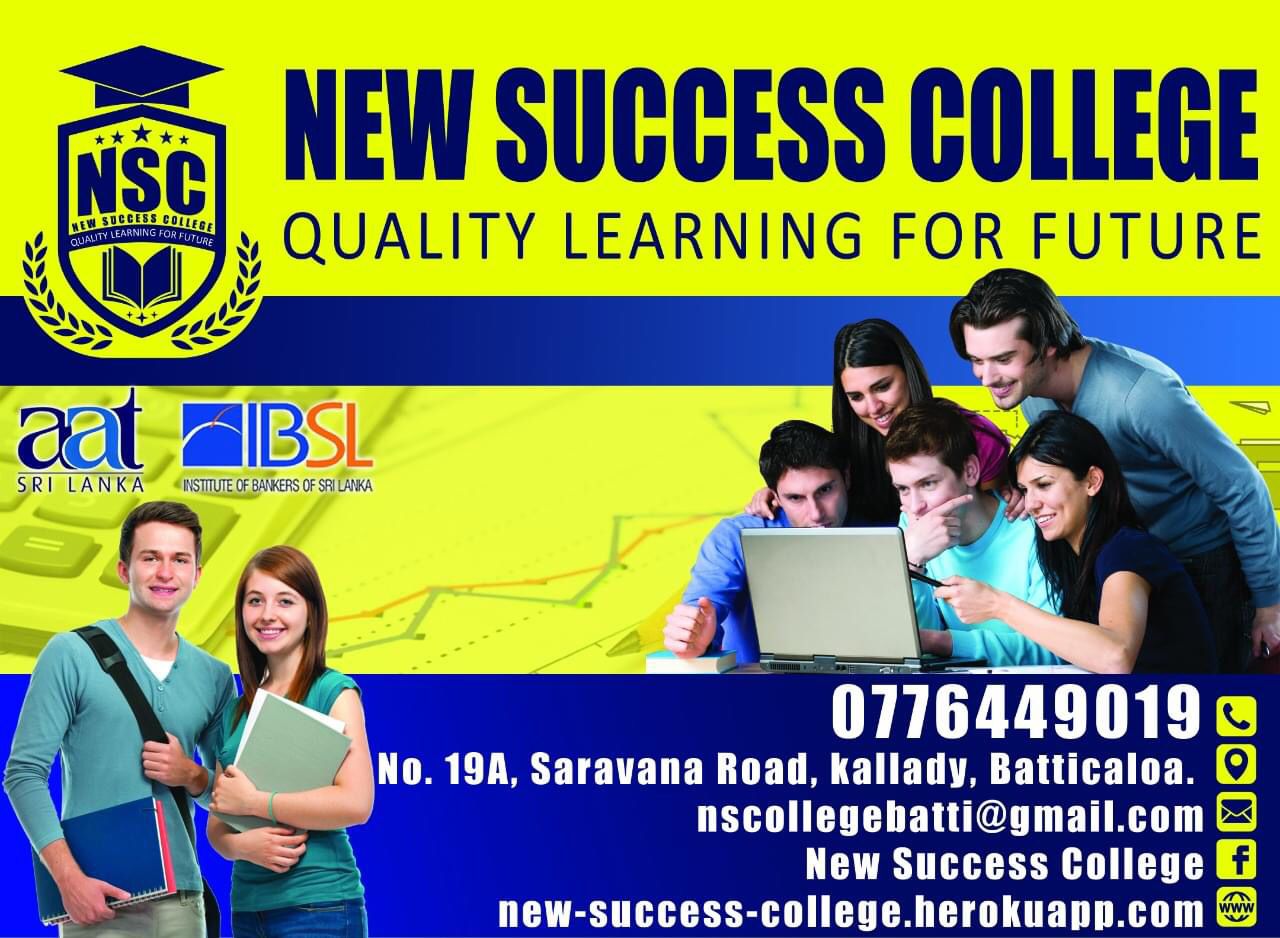 NEW SUCCESS COLLEGE
QUALITY LEARNING FOR FUTURE
NSC
NEW SUCCESS COLLEGE
QUALITY LEARNING FOR FUTURE
aat
SRI LANKA
IBSL
INSTITUTE OF BANKERS OF SRI LANKA
0776449019
No. 19A, Saravana Road, kallady, Batticaloa.
nscollegebatti@gmail.com
New Success College
f
new-success-college.herokuapp.com
WWW